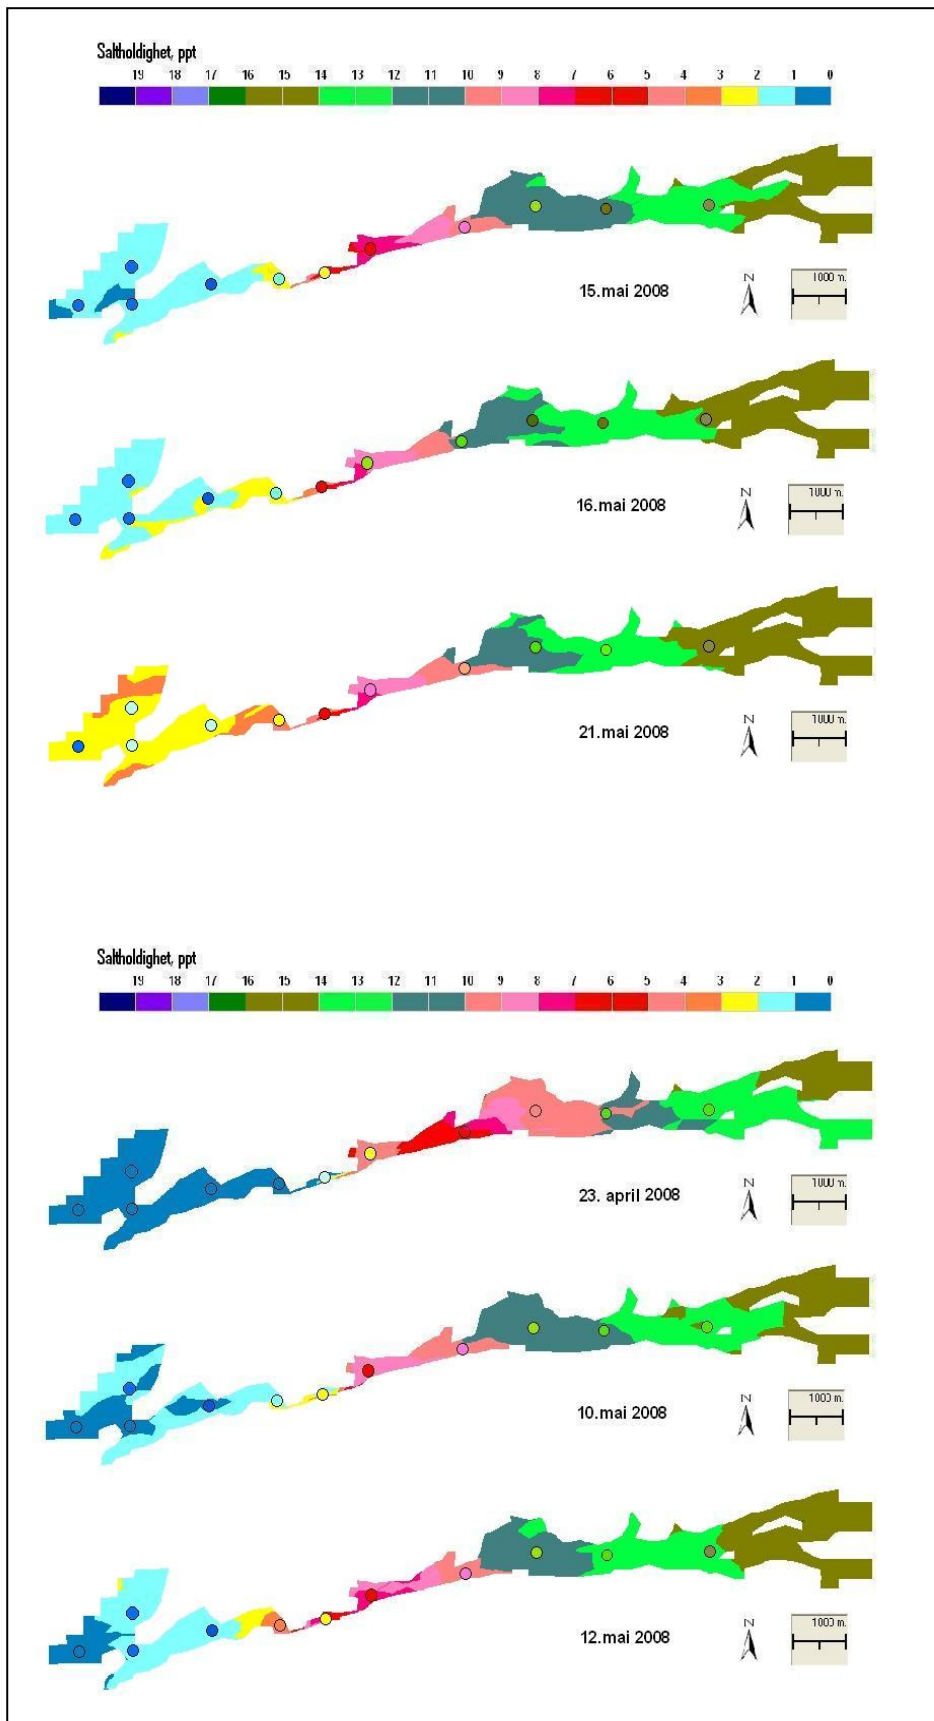 Saltholdighet, ppt
19 18 17 16 15 14 13 12 11 10 9 8 7 6 5 4 3 2 1 0
15.mai 2008
N
1000 m.
16.mai 2008
N
1000 m.
21.mai 2008
N
1000 m.
Saltholdighet, ppt
19 18 17 16 15 14 13 12 11 10 9 8 7 6 5 4 3 2 1 0
23. april 2008
N
1000 m.
10.mai 2008
N
1000 m.
12.mai 2008
N
1000 m.